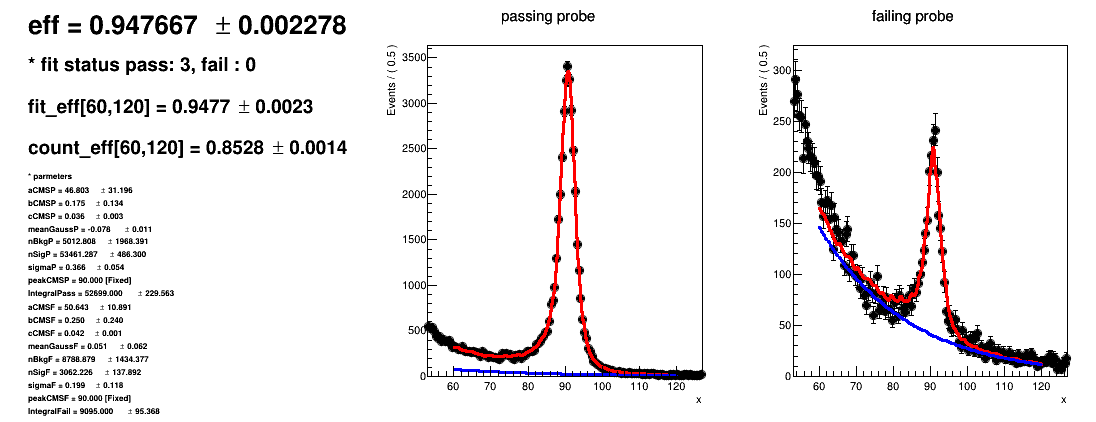 eff = 0.947667 ± 0.002278
* fit status pass: 3, fail : 0
fit_eff[60,120] = 0.9477 ± 0.0023
count_eff[60,120] = 0.8528 ± 0.0014
* parmeters
aCMSP = 46.803 ± 31.196
bCMSP = 0.175 ± 0.134
cCMSP = 0.036 ± 0.003
meanGaussP = -0.078 ± 0.011
nBkgP = 5012.808 ± 1968.391
nSigP = 53461.287 ± 486.300
sigmaP = 0.366 ± 0.054
peakCMSP = 90.000 [Fixed]
IntegralPass = 52699.000 ± 229.563
aCMSF = 50.643 ± 10.891
bCMSF = 0.250 ± 0.240
cCMSF = 0.042 ± 0.001
meanGaussF = 0.051 ± 0.062
nBkgF = 8788.879 ± 1434.377
nSigF = 3062.226 ± 137.892
sigmaF = 0.199 ± 0.118
peakCMSF = 90.000 [Fixed]
IntegralFail = 9095.000 ± 95.368
passing probe
Events / ( 0.5 )
3500
3000
2500
2000
1500
1000
500
0
60 70 80 90 100 110 120
x
failing probe
Events / ( 0.5 )
300
250
200
150
100
50
0
60 70 80 90 100 110 120
x